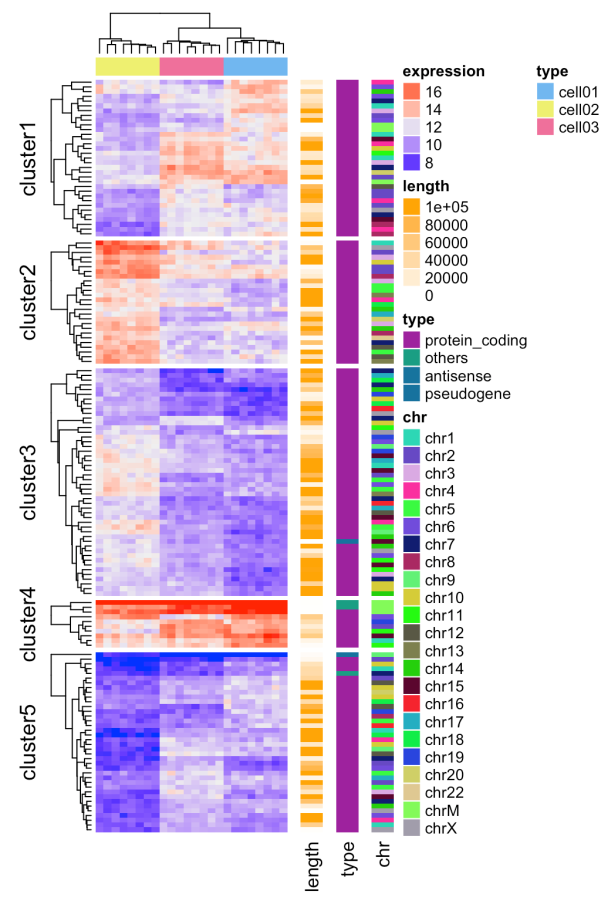 cluster1
cluster2
cluster3
cluster4
cluster5
length
type
chr
expression
16
14
12
10
8
length
1e+05
80000
60000
40000
20000
0
type
protein_coding
others
antisense
pseudogene
chr
chr1
chr2
chr3
chr4
chr5
chr6
chr7
chr8
chr9
chr10
chr11
chr12
chr13
chr14
chr15
chr16
chr17
chr18
chr19
chr20
chr22
chrM
chrX
type
cell01
cell02
cell03